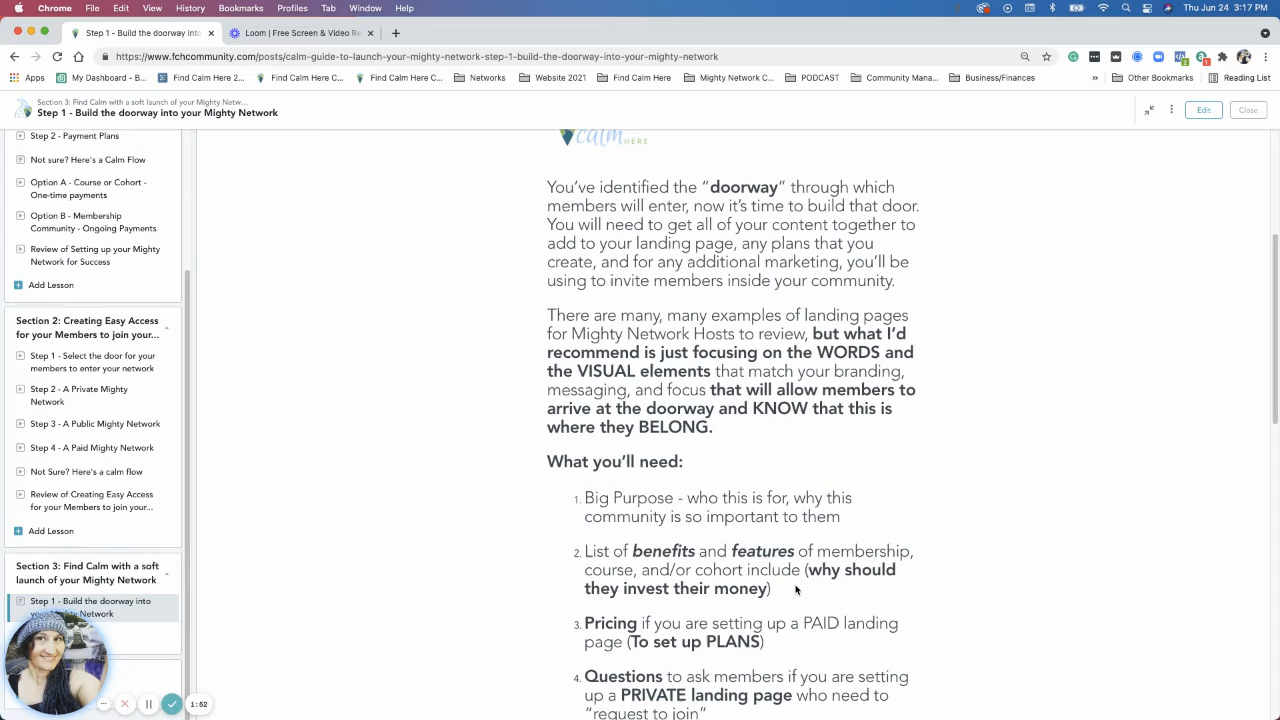 Chrome File Edit View History Bookmarks Profiles Tab Window Help Thu Jun 24 3:17 PM
Step 1 - Build the doorway into × Loom | Free Screen & Video Re ×
https://www.fchcommunity.com/posts/calm-guide-to-launch-your-mighty-network-step-1-build-the-doorway-into-your-mighty-network
Apps My Dashboard - B... Find Calm Here 2... Find Calm Here C... Find Calm Here C... Networks Website 2021 Find Calm Here Mighty Network C... PODCAST Community Mana... Business/Finances » Other Bookmarks Reading List
Section 3: Find Calm with a soft launch of your Mighty Netw...
Step 1 - Build the doorway into your Mighty Network
Edit Close
Step 2 - Payment Plans
Not sure? Here's a Calm Flow
Option A - Course or Cohort -
One-time payments
Option B - Membership
Community - Ongoing Payments
Review of Setting up your Mighty
Network for Success
Add Lesson
Section 2: Creating Easy Access
for your Members to join your...
Step 1 - Select the door for your
members to enter your network
Step 2 - A Private Mighty
Network
Step 3 - A Public Mighty Network
Step 4 - A Paid Mighty Network
Not Sure? Here's a calm flow
Review of Creating Easy Access
for your Members to join your...
Add Lesson
Section 3: Find Calm with a soft
launch of your Mighty Network
Step 1 - Build the doorway into
your Mighty Network
1:52
calm.HERE
You've identified the “doorway” through which
members will enter, now it's time to build that door.
You will need to get all of your content together to
add to your landing page, any plans that you
create, and for any additional marketing, you'll be
using to invite members inside your community.
There are many, many examples of landing pages
for Mighty Network Hosts to review, but what I'd
recommend is just focusing on the WORDS and
the VISUAL elements that match your branding,
messaging, and focus that will allow members to
arrive at the doorway and KNOW that this is
where they BELONG.
What you'll need:
1. Big Purpose - who this is for, why this
community is so important to them
2. List of benefits and features of membership,
course, and/or cohort include (why should
they invest their money)
3. Pricing if you are setting up a PAID landing
page (To set up PLANS)
4. Questions to ask members if you are setting
up a PRIVATE landing page who need to
“request to join”